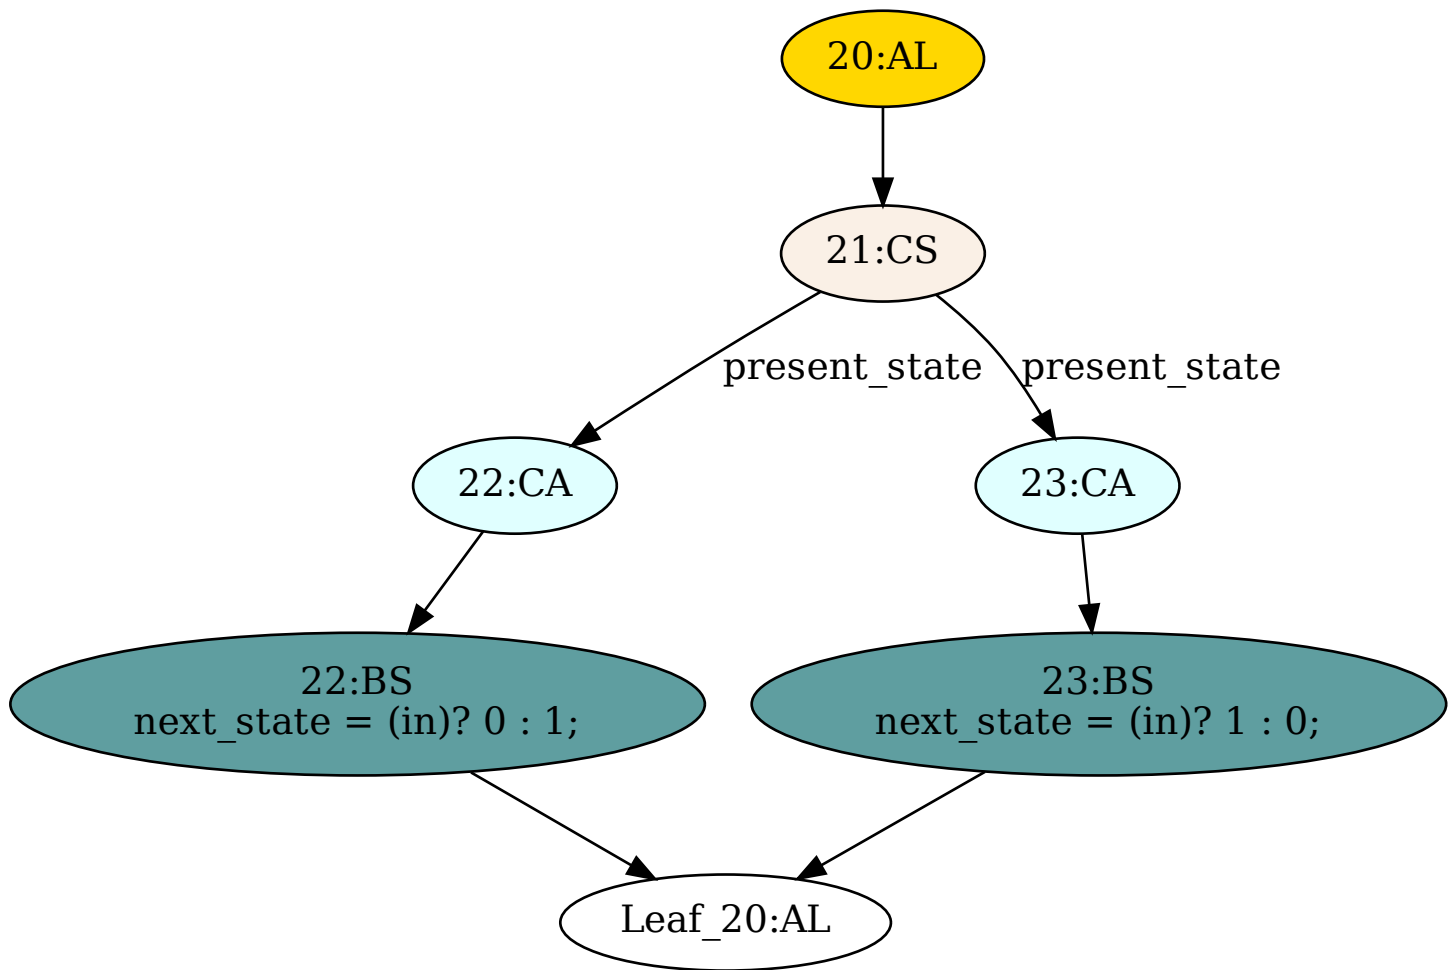 20:AL
21:CS
present_state
present_state
22:CA
23:CA
22:BS
next_state = (in)? 0 : 1;
23:BS
next_state = (in)? 1 : 0;
Leaf_20:AL